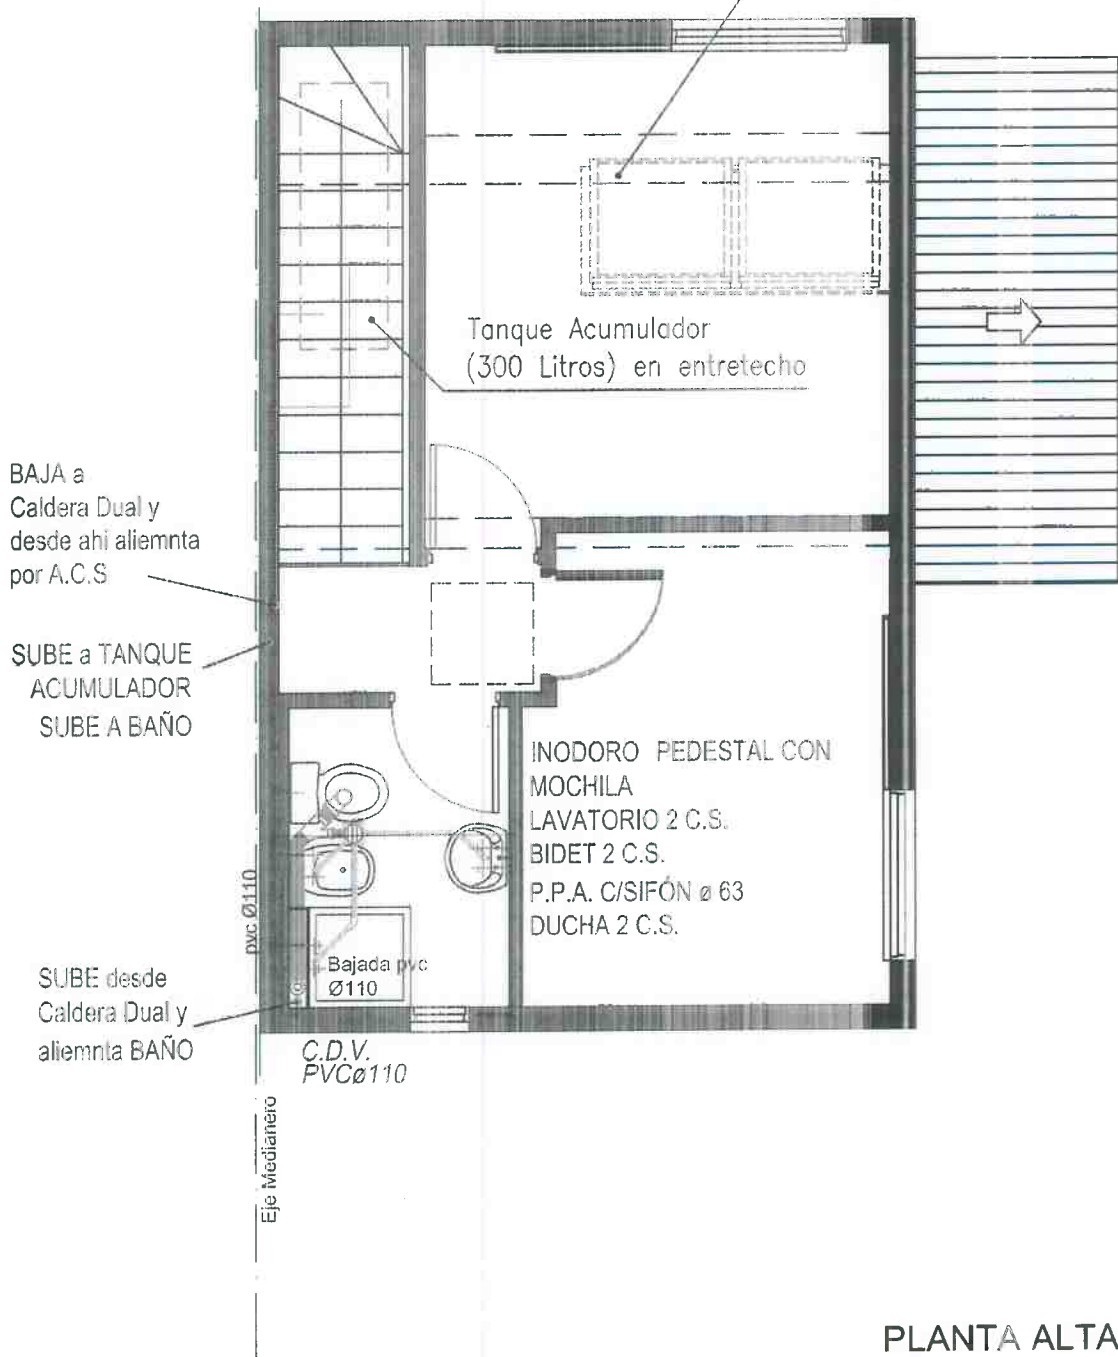 Tanque Acumulador
(300 Litros) en entretecho
BAJA a
Caldera Dual y
desde ahi aliemnta
por A.C.S
SUBE a TANQUE
ACUMULADOR
SUBE A BAÑO
INODORO PEDESTAL CON
MOCHILA
LAVATORIO 2 C.S.
BIDET 2 C.S.
P.P.A. C/SIFÓN ø 63
DUCHA 2 C.S.
pvc Ø110
Bajada pvc
Ø110
SUBE desde
Caldera Dual y
aliemnta BAÑO
C.D.V.
PVCø110
Eje Medianero
PLANTA ALTA